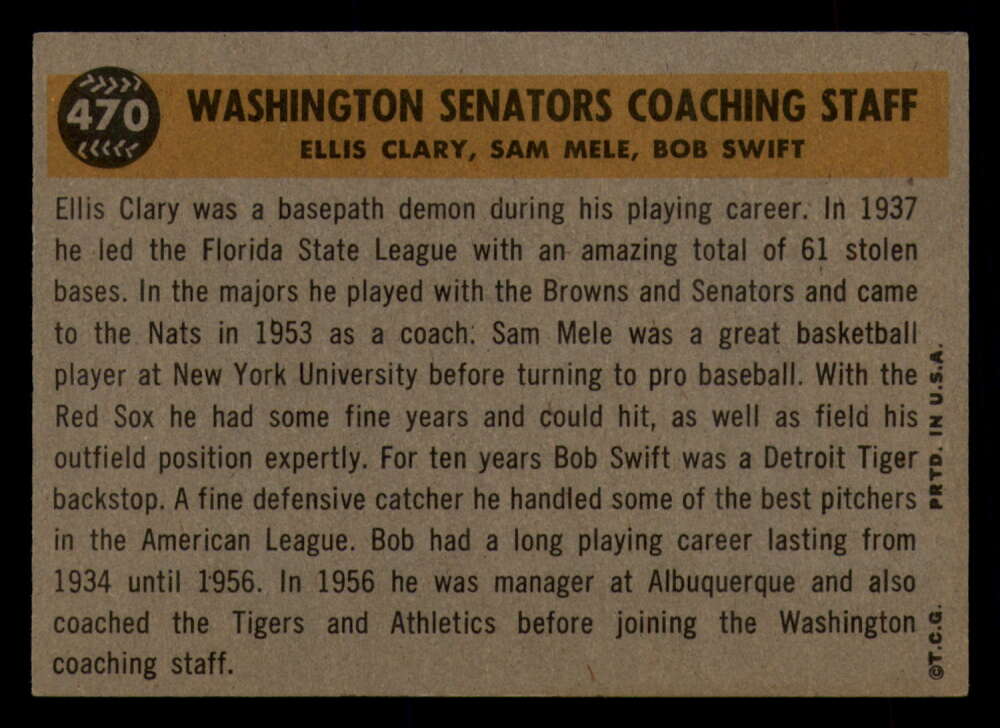 470
WASHINGTON SENATORS COACHING STAFF
ELLIS CLARY, SAM MELE, BOB SWIFT
Ellis Clary was a basepath demon during his playing career. In 1937
he led the Florida State League with an amazing total of 61 stolen
bases. In the majors he played with the Browns and Senators and came
to the Nats in 1953 as a coach. Sam Mele was a great basketball
player at New York University before turning to pro baseball. With the
Red Sox he had some fine years and could hit, as well as field his
outfield position expertly. For ten years Bob Swift was a Detroit Tiger
backstop. A fine defensive catcher he handled some of the best pitchers
in the American League. Bob had a long playing career lasting from
1934 until 1956. In 1956 he was manager at Albuquerque and also
coached the Tigers and Athletics before joining the Washington
coaching staff.
©T.C.G. PRTD. IN U.S.A.